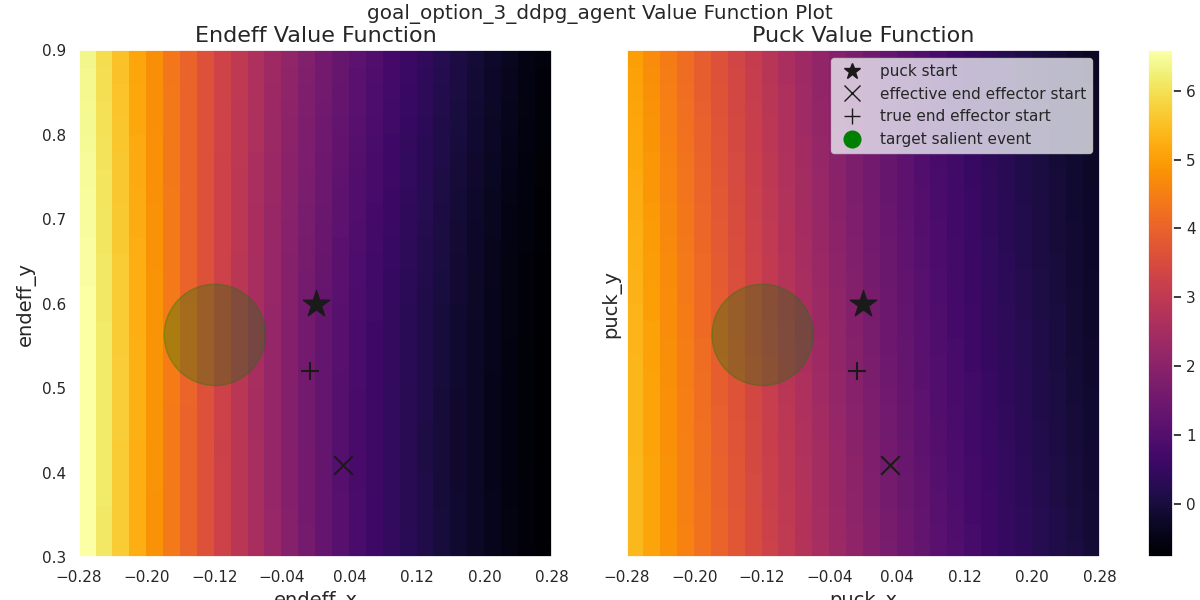 goal_option_3_ddpg_agent Value Function Plot
Endeff Value Function
Puck Value Function
puck start
effective end effector start
true end effector start
target salient event
endeff_y
0.9
0.8
0.7
0.6
0.5
0.4
0.3
−0.28 −0.20 −0.12 −0.04 0.04 0.12 0.20 0.28
endeff_x
puck_y
−0.28 −0.20 −0.12 −0.04 0.04 0.12 0.20 0.28
puck_x
6
5
4
3
2
1
0